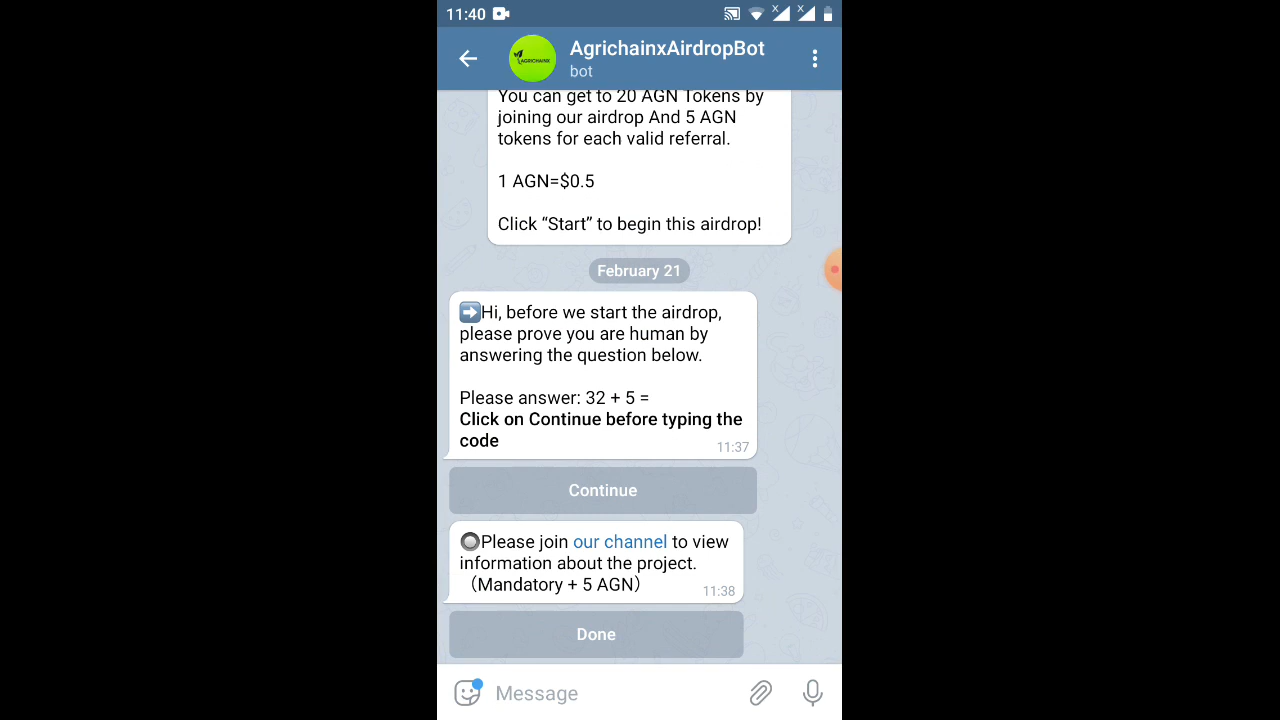 11:40
AgrichainxAirdropBot
bot
AGRICHAINX
You can get to 20 AGN Tokens by
joining our airdrop And 5 AGN
tokens for each valid referral.
1 AGN=$0.5
Click “Start” to begin this airdrop!
February 21
Hi, before we start the airdrop,
please prove you are human by
answering the question below.
Please answer: 32 + 5 =
Click on Continue before typing the
code
11:37
Continue
Please join our channel to view
information about the project.
（Mandatory + 5 AGN）
11:38
Done
Message